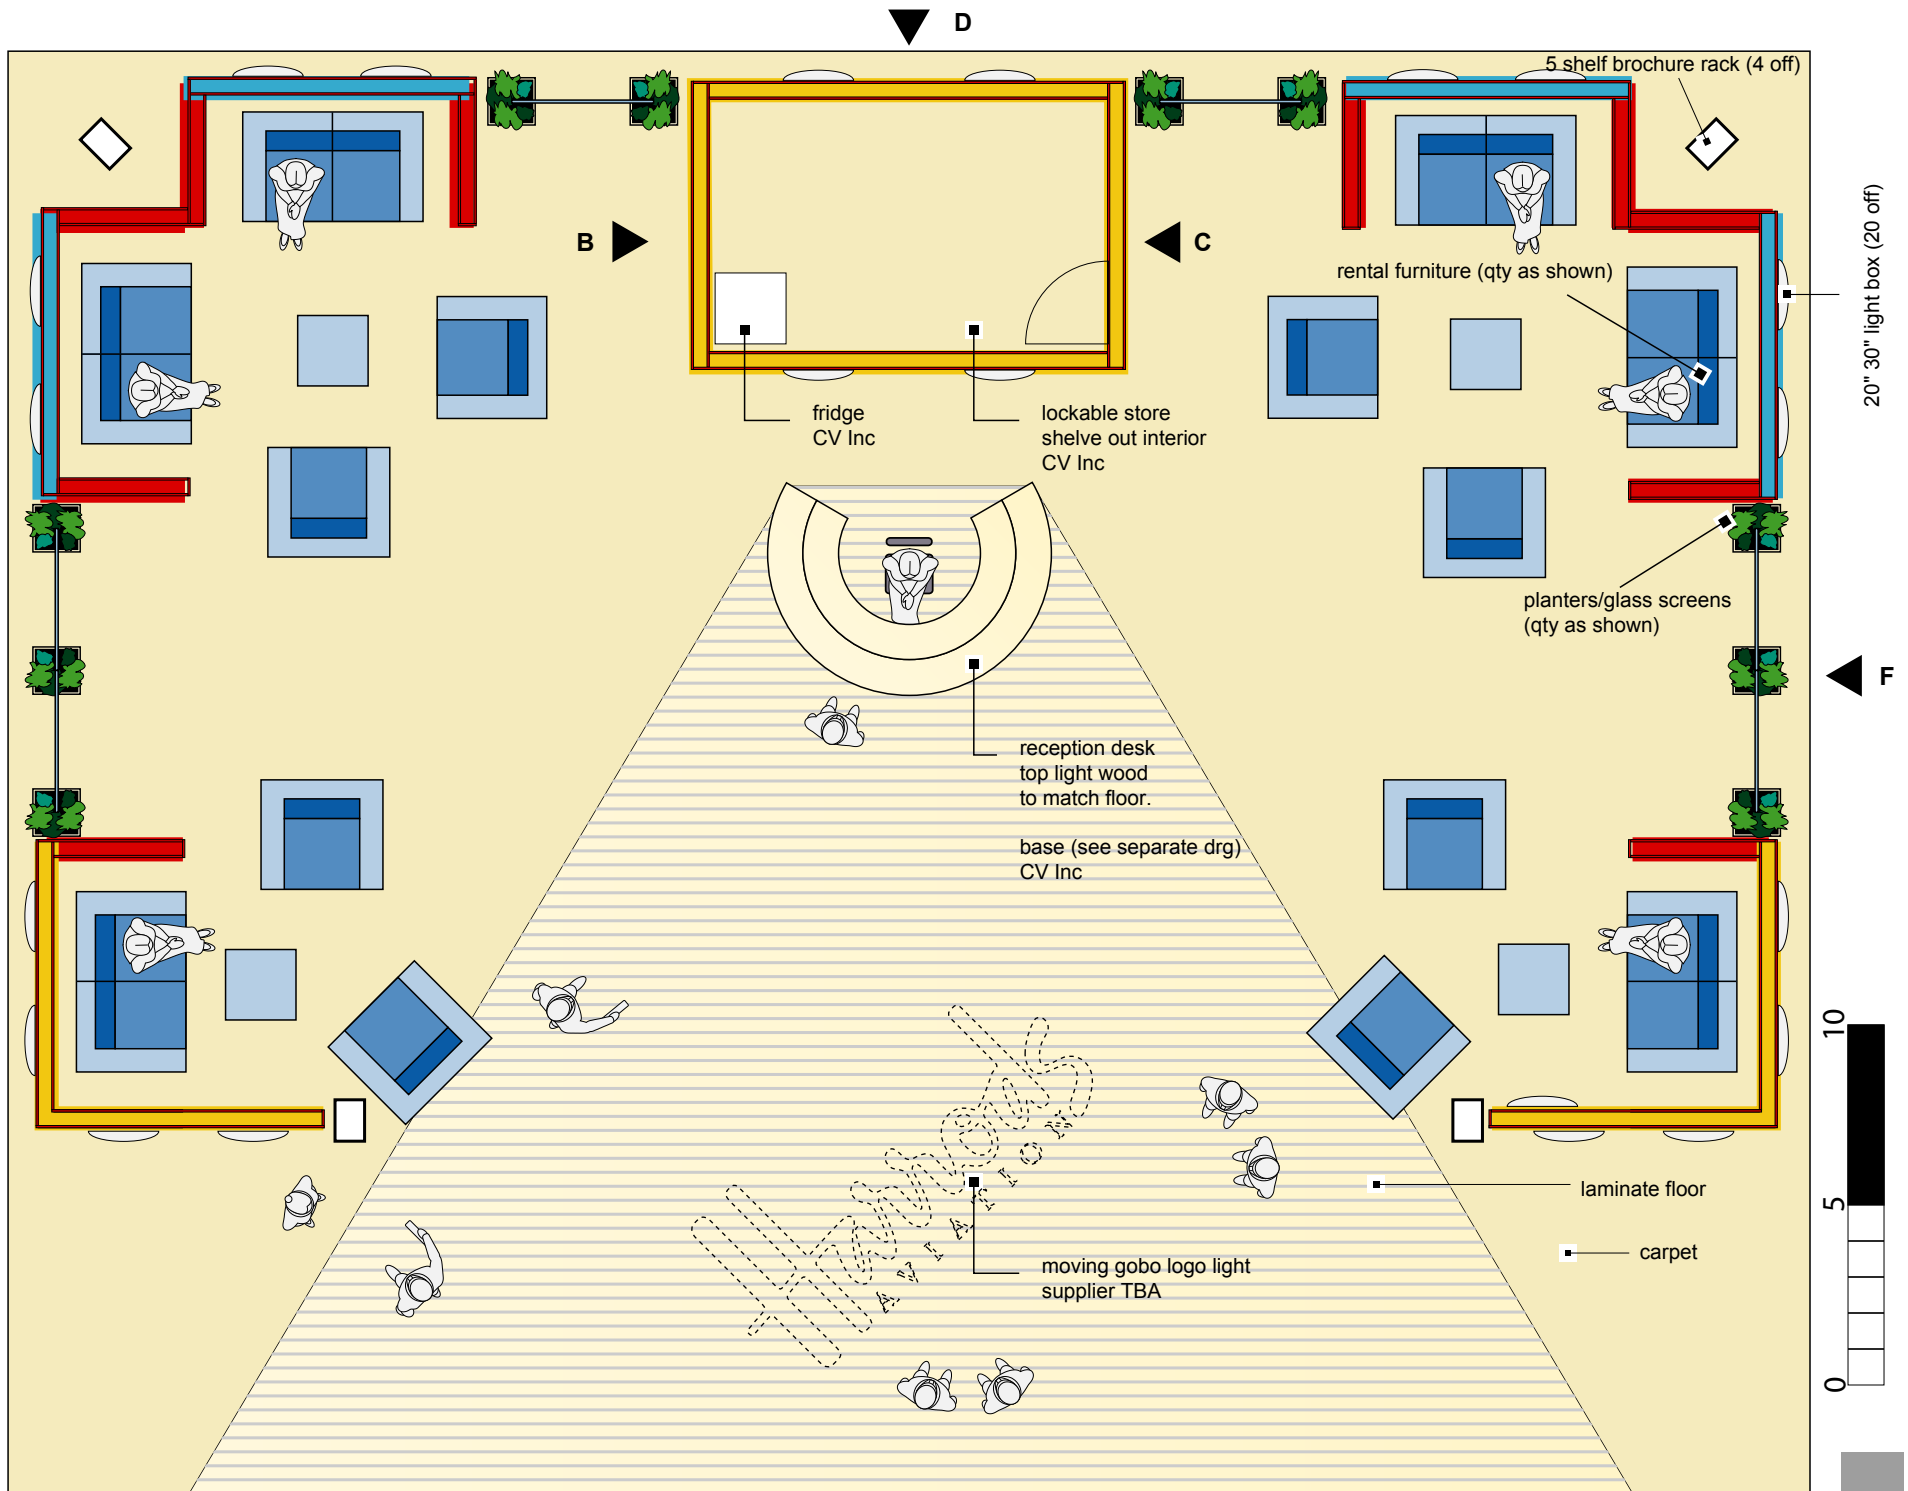 D
5 shelf brochure rack (4 off)
20" 30" light box (20 off)
B
C
rental furniture (qty as shown)
fridge
CV Inc
lockable store
shelve out interior
CV Inc
planters/glass screens
(qty as shown)
F
reception desk
top light wood
to match floor.
base (see separate drg)
CV Inc
10
5
0
laminate floor
carpet
moving gobo logo light
supplier TBA
AVIATION